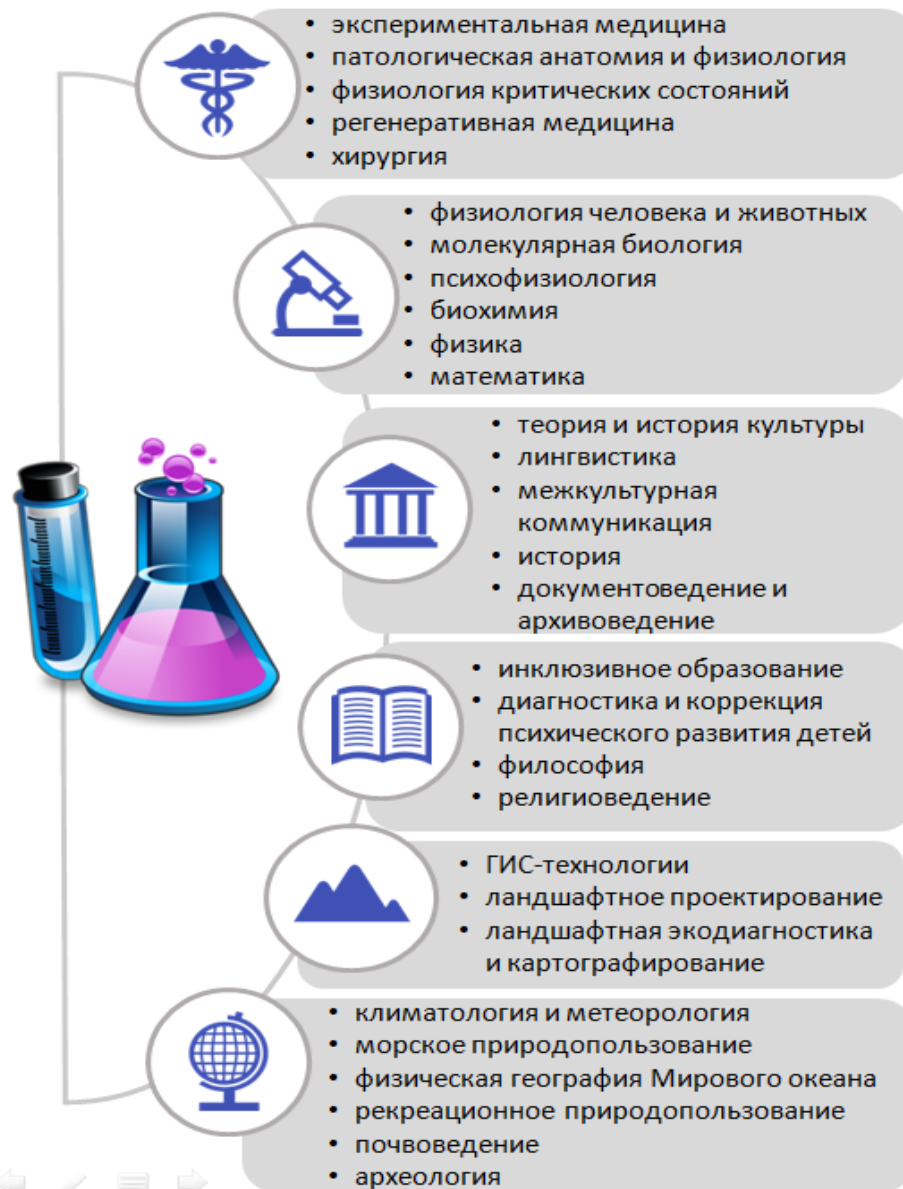 • экспериментальная медицина
• патологическая анатомия и физиология
• физиология критических состояний
• регенеративная медицина
• хирургия
• физиология человека и животных
• молекулярная биология
• психофизиология
• биохимия
• физика
• математика
• теория и история культуры
• лингвистика
• межкультурная
коммуникация
• история
• документоведение и
архивоведение
• инклюзивное образование
• диагностика и коррекция
психического развития детей
• философия
• религиоведение
• ГИС-технологии
• ландшафтное проектирование
• ландшафтная экодиагностика
и картографирование
• климатология и метеорология
• морское природопользование
• физическая география Мирового океана
• рекреационное природопользование
• почвоведение
• археология